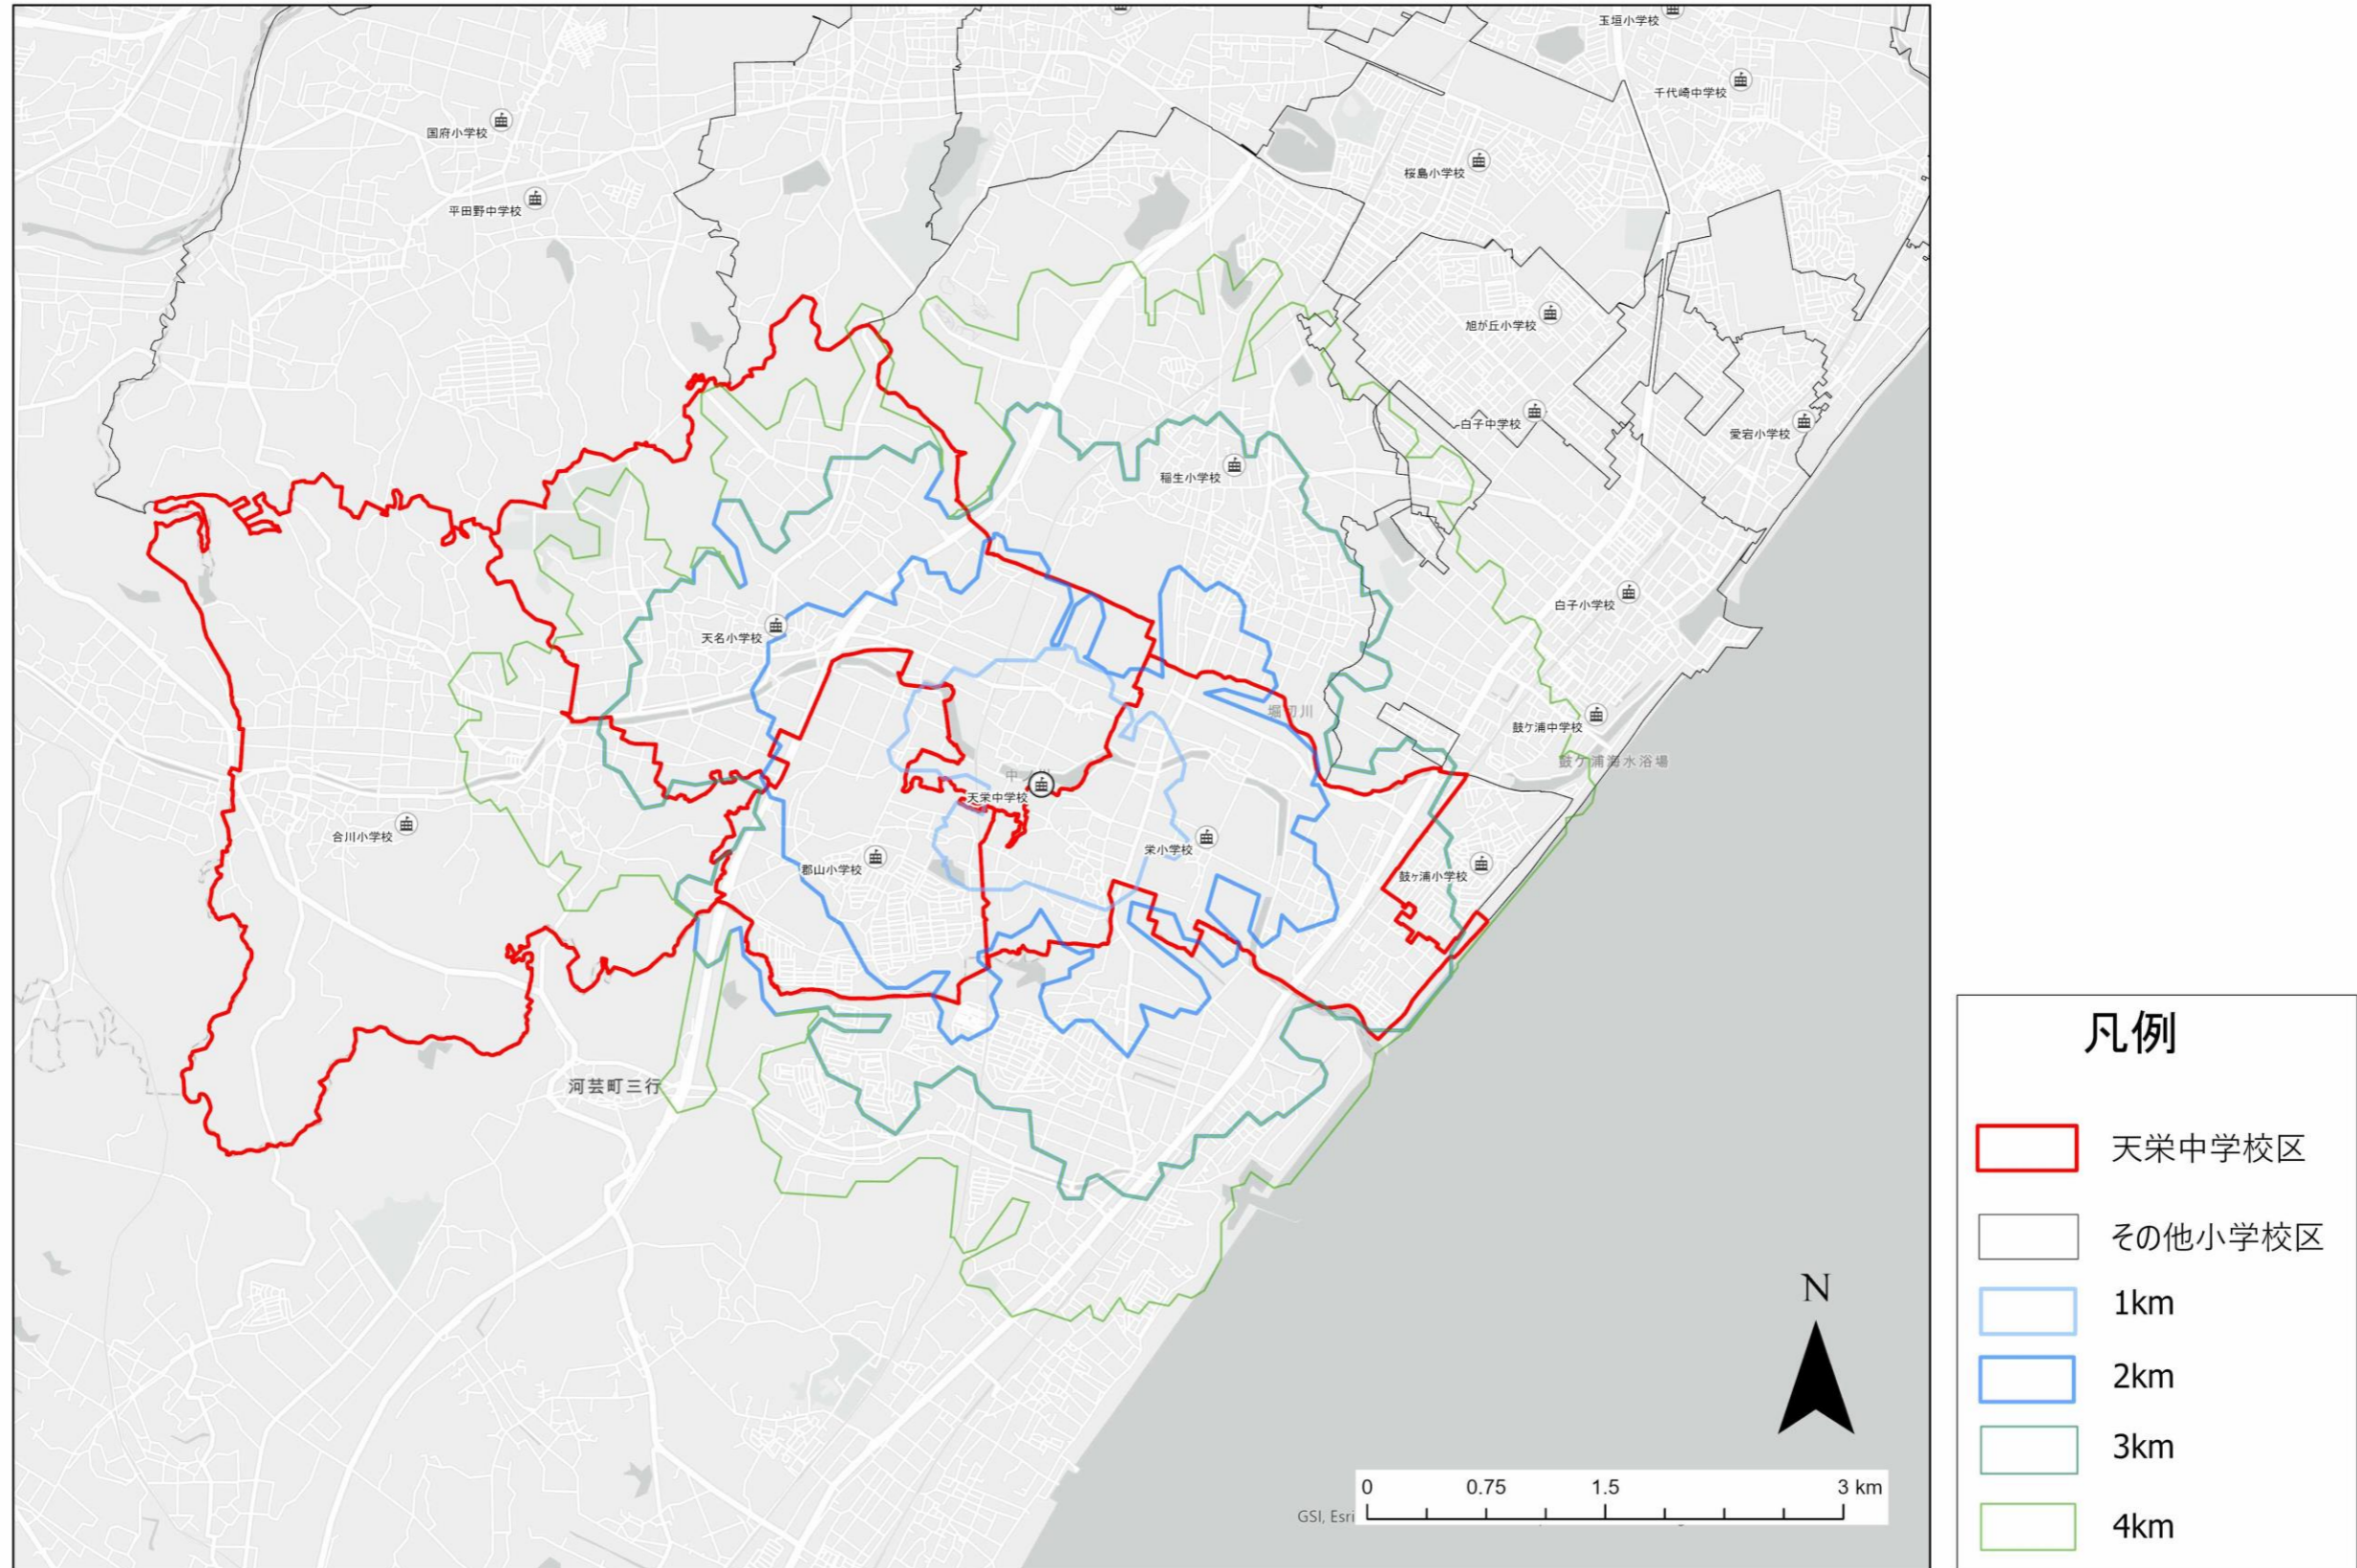 玉垣小学校
千代崎中学校
国府小学校
桜島小学校
平田野中学校
旭が丘小学校
白子中学校
愛宕小学校
稲生小学校
白子小学校
天名小学校
堀切川
鼓ケ浦中学校
鼓ケ浦海水浴場
天栄中学校
合川小学校
栄小学校
郡山小学校
鼓ヶ浦小学校
河芸町三行
凡例
天栄中学校区
その他小学校区
1km
2km
3km
4km
N
0 0.75 1.5 3 km
GSI, Esri